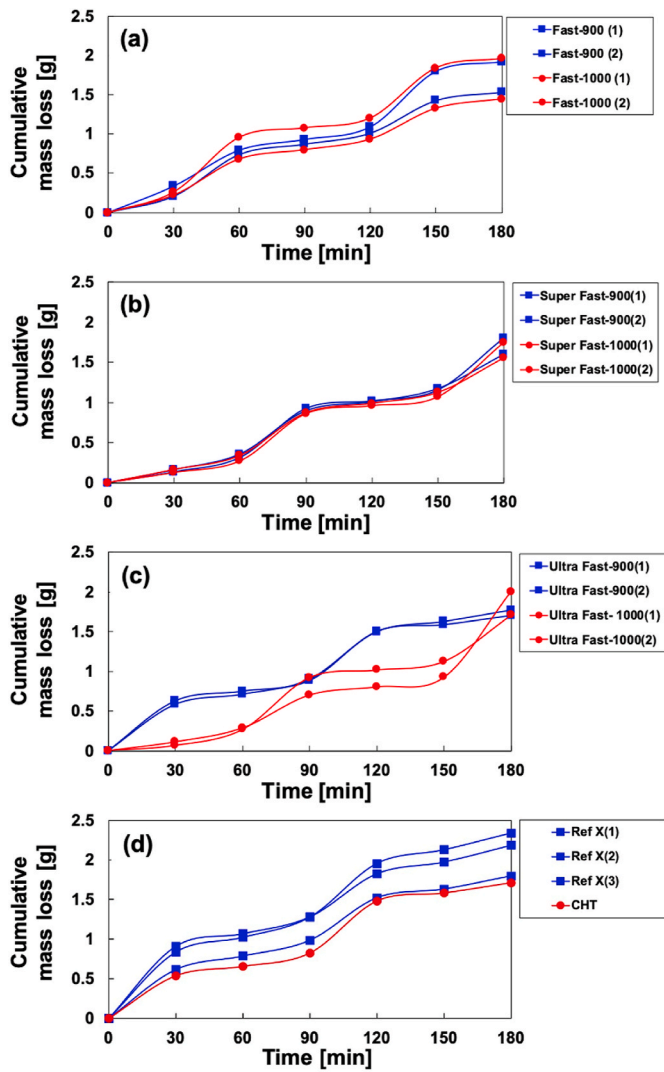 (a)
Cumulative
mass loss [g]
2.5
2
1.5
1
0.5
0
0 30 60 90 120 150 180
Time [min]
Fast-900 (1)
Fast-900 (2)
Fast-1000 (1)
Fast-1000 (2)
(b)
Cumulative
mass loss [g]
2.5
2
1.5
1
0.5
0
0 30 60 90 120 150 180
Time [min]
Super Fast-900(1)
Super Fast-900(2)
Super Fast-1000(1)
Super Fast-1000(2)
(c)
Cumulative
mass loss [g]
2.5
2
1.5
1
0.5
0
0 30 60 90 120 150 180
Time [min]
Ultra Fast-900(1)
Ultra Fast-900(2)
Ultra Fast- 1000(1)
Ultra Fast-1000(2)
(d)
Cumulative
mass loss [g]
2.5
2
1.5
1
0.5
0
0 30 60 90 120 150 180
Time [min]
Ref X(1)
Ref X(2)
Ref X(3)
CHT